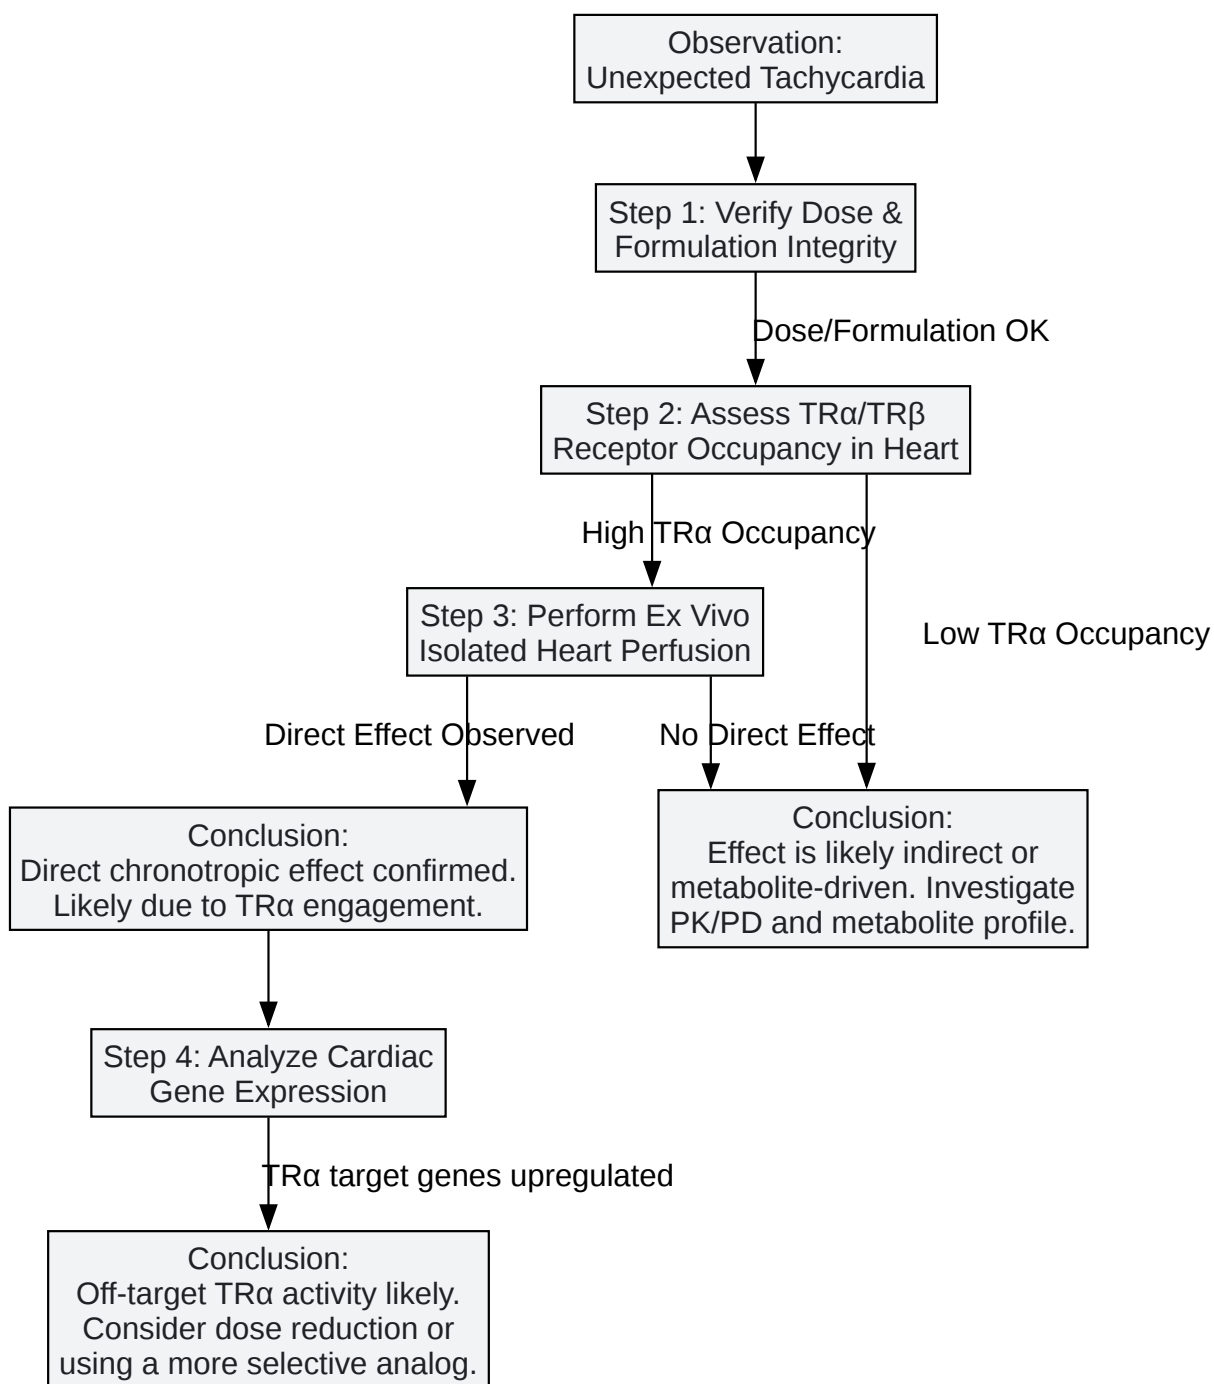 Observation:
Unexpected Tachycardia
Step 1: Verify Dose &
Formulation Integrity
Dose/Formulation OK
Step 2: Assess TRα/TRβ
Receptor Occupancy in Heart
High TRα Occupancy
Step 3: Perform Ex Vivo
Isolated Heart Perfusion
Low TRα Occupancy
Direct Effect Observed
No Direct Effect
Conclusion:
Direct chronotropic effect confirmed.
Likely due to TRα engagement.
Conclusion:
Effect is likely indirect or
metabolite-driven. Investigate
PK/PD and metabolite profile.
Step 4: Analyze Cardiac
Gene Expression
TRα target genes upregulated
Conclusion:
Off-target TRα activity likely.
Consider dose reduction or
using a more selective analog.